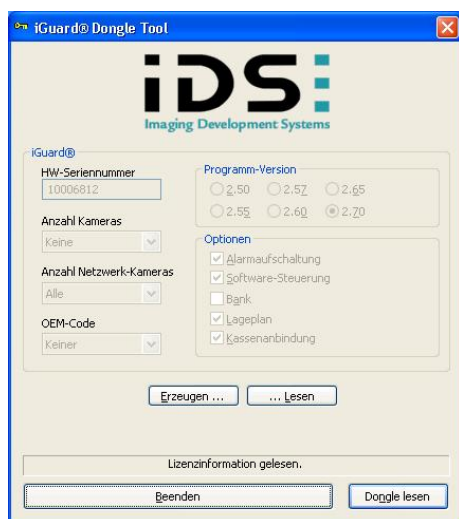 iGuard® Dongle Tool
iDS
Imaging Development Systems
iGuard®
HW-Seriennummer
10006812
Anzahl Kameras
Keine
Anzahl Netzwerk-Kameras
Alle
OEM-Code
Keiner
Programm-Version
2.50 2.57 2.65
2.55 2.60 2.70
Optionen
Alarmaufschaltung
Software-Steuerung
Bank
Lageplan
Kassenanbindung
Erzeugen ... ... Lesen
Lizenzinformation gelesen.
Beenden Dongle lesen